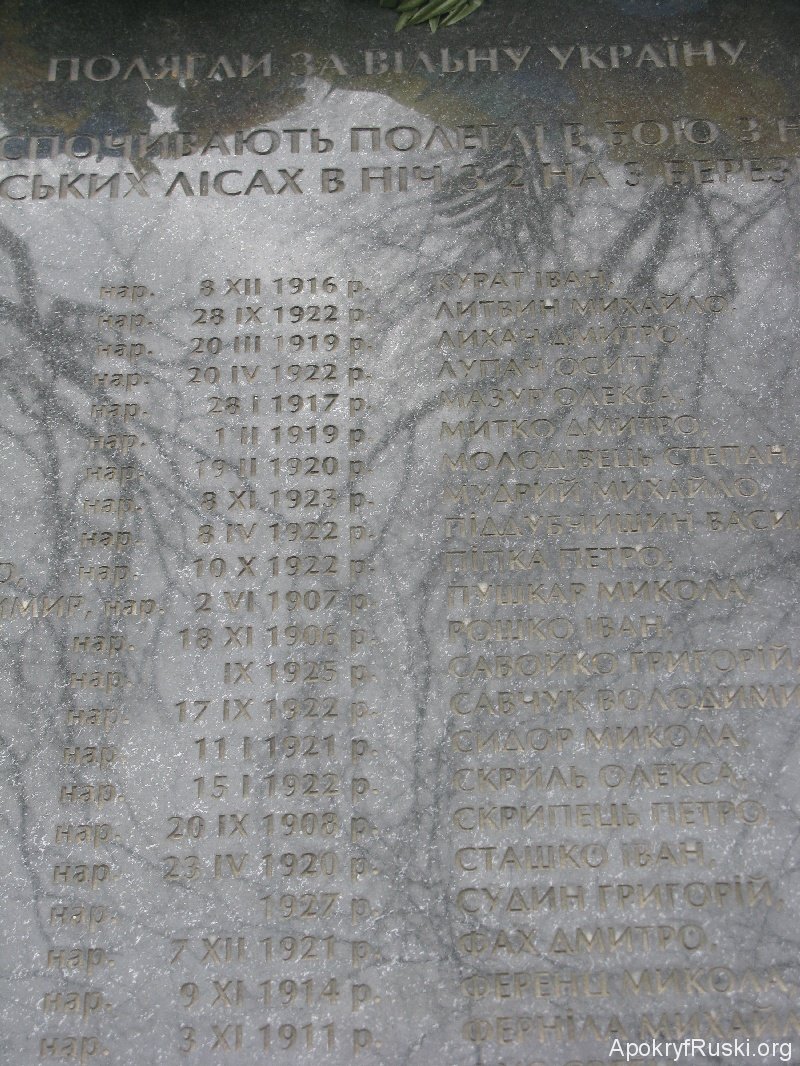 ПОЛЯГЛИ ЗА ВІЛЬНУ УКРАЇНУ
СПОЧИВАЮТЬ ПОЛЕГЛІ В БОЮ З Н
СЬКИХ ЛІСАХ В НІЧ З 2 НА 3 БЕРЕЗ
нар. 8 XII 1916 р. КУРАТ ІВАН,
нар. 28 IX 1922 р. ЛИТВИН МИХАЙЛО,
нар. 20 III 1919 р. ЛИХАЧ ДМИТРО,
нар. 20 IV 1922 р. ЛУПАЧ ОСИП,
нар. 28 I 1917 р. МАЗУР ОЛЕКСА,
нар. 1 II 1919 р. МИТКО ДМИТРО,
нар. 19 II 1920 р. МОЛОДІВЕЦЬ СТЕПАН,
нар. 8 XI 1923 р. МУДРИЙ МИХАЙЛО,
нар. 8 IV 1922 р. ПІДДУБЧИШИН ВАСИ
О, нар. 10 X 1922 р. ПІПКА ПЕТРО,
ИМИР, нар. 2 VI 1907 р. ПУШКАР МИКОЛА,
нар. 18 XI 1906 р. РОШКО ІВАН,
нар. IX 1925 р. САВОЙКО ГРИГОРІЙ,
нар. 17 IX 1922 р. САВЧУК ВОЛОДИМИ
нар. 11 I 1921 р. СИДОР МИКОЛА,
нар. 15 I 1922 р. СКРИЛЬ ОЛЕКСА,
нар. 20 IX 1908 р. СКРИПЕЦЬ ПЕТРО,
нар. 23 IV 1920 р. СТАШКО ІВАН,
нар. 1927 р. СУДИН ГРИГОРІЙ,
нар. 7 XII 1921 р. ФАХ ДМИТРО,
нар. 9 XI 1914 р. ФЕРЕНЦ МИКОЛА,
нар. 3 XI 1911 р. ФЕРНІЛА МИХАЙЛ
ApokryfRuski.org